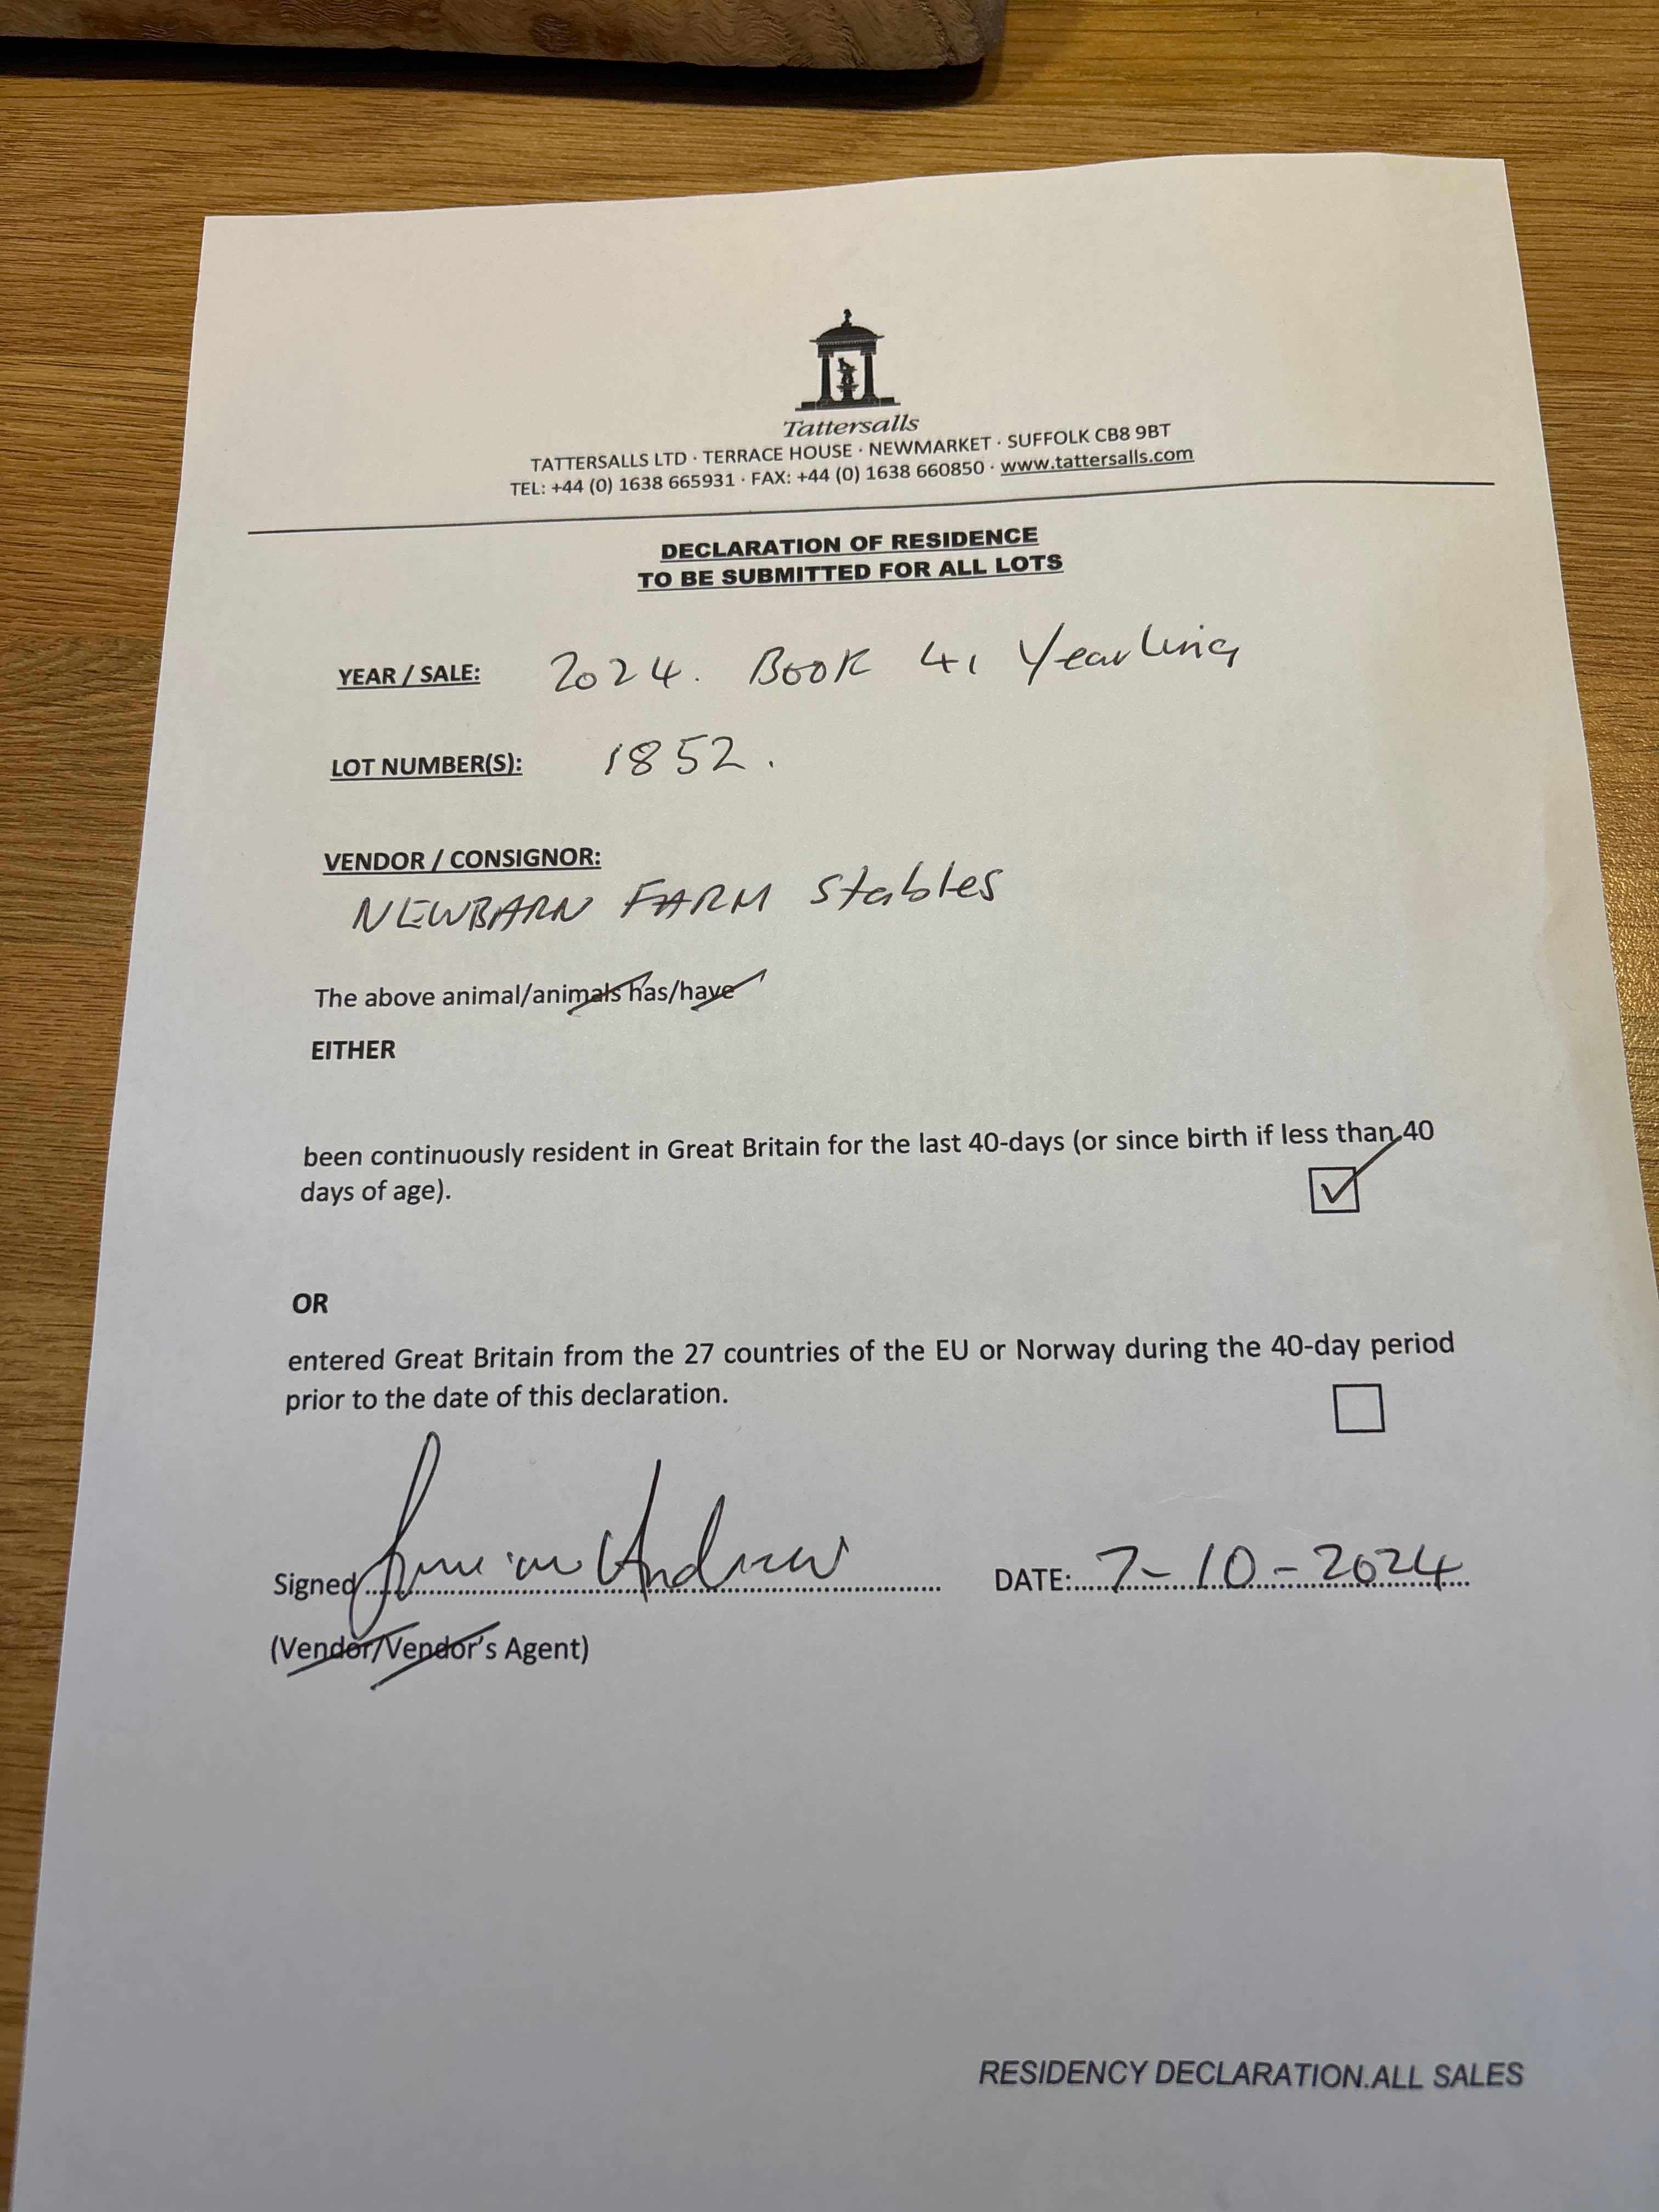 Tattersalls
TATTERSALLS LTD · TERRACE HOUSE · NEWMARKET · SUFFOLK CB8 9BT
TEL: +44 (0) 1638 665931 · FAX: +44 (0) 1638 660850 · www.tattersalls.com
DECLARATION OF RESIDENCE
TO BE SUBMITTED FOR ALL LOTS
YEAR / SALE: 2024. BOOK 4, Yearling
LOT NUMBER(S): 1852.
VENDOR / CONSIGNOR:
NEWBARN FARM Stables
The above animal/animals has/have
EITHER
been continuously resident in Great Britain for the last 40-days (or since birth if less than 40
days of age).
OR
entered Great Britain from the 27 countries of the EU or Norway during the 40-day period
prior to the date of this declaration.
Signed Andrew DATE: 7-10-2024
(Vendor/Vendor's Agent)
RESIDENCY DECLARATION.ALL SALES